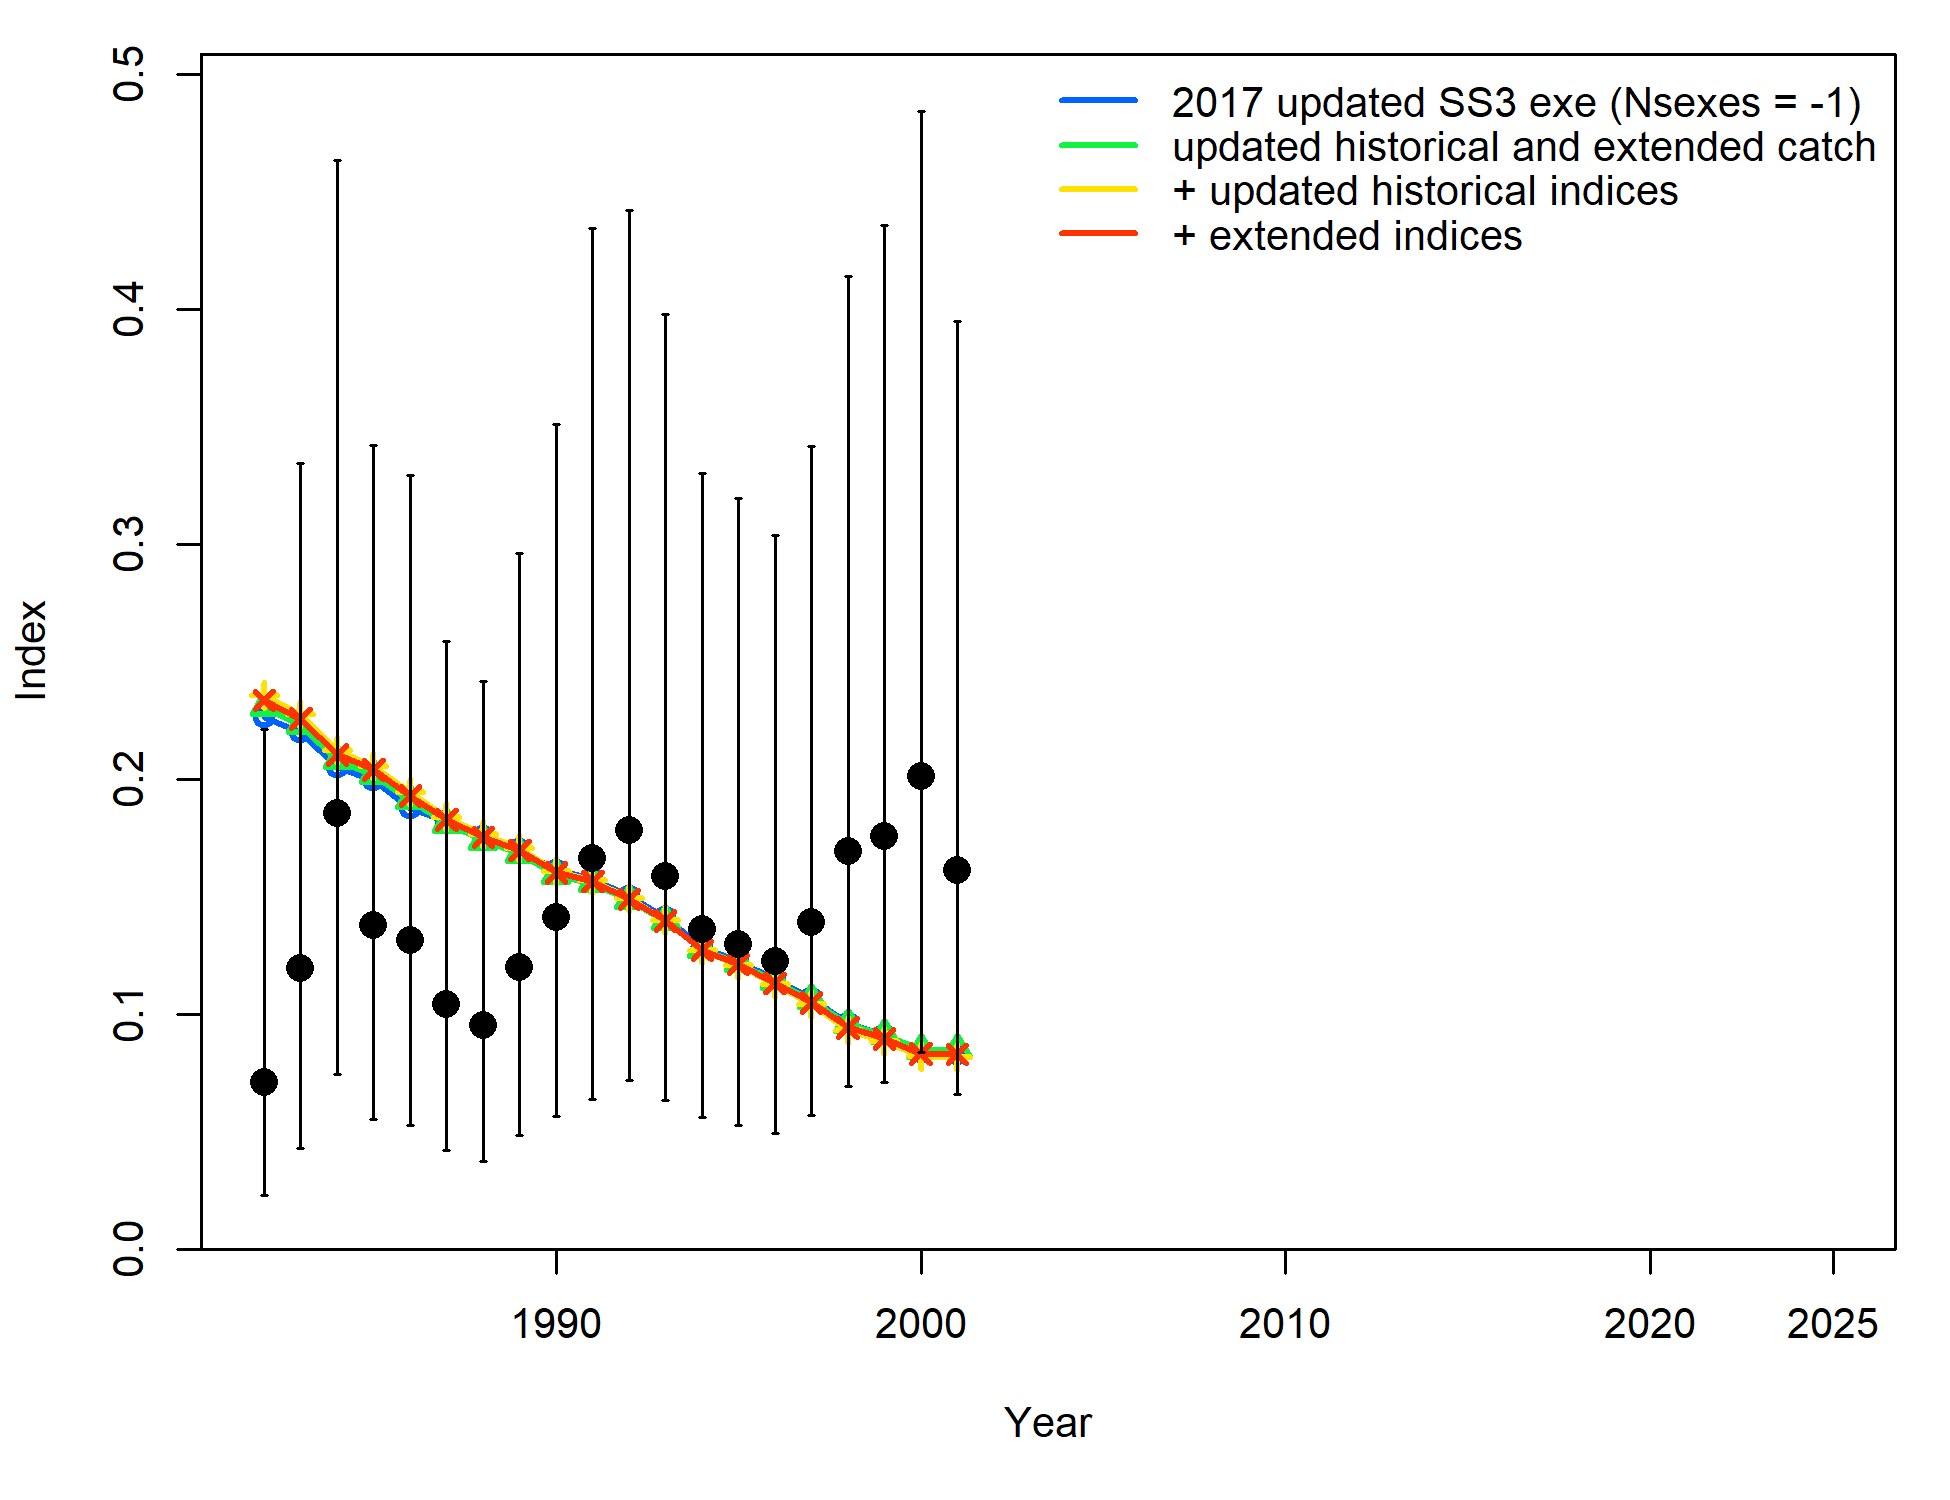 2017 updated SS3 exe (Nsexes = -1)
updated historical and extended catch
+ updated historical indices
+ extended indices
0.5
0.4
0.3
0.2
0.1
0.0
Index
1990 2000 2010 2020 2025
Year